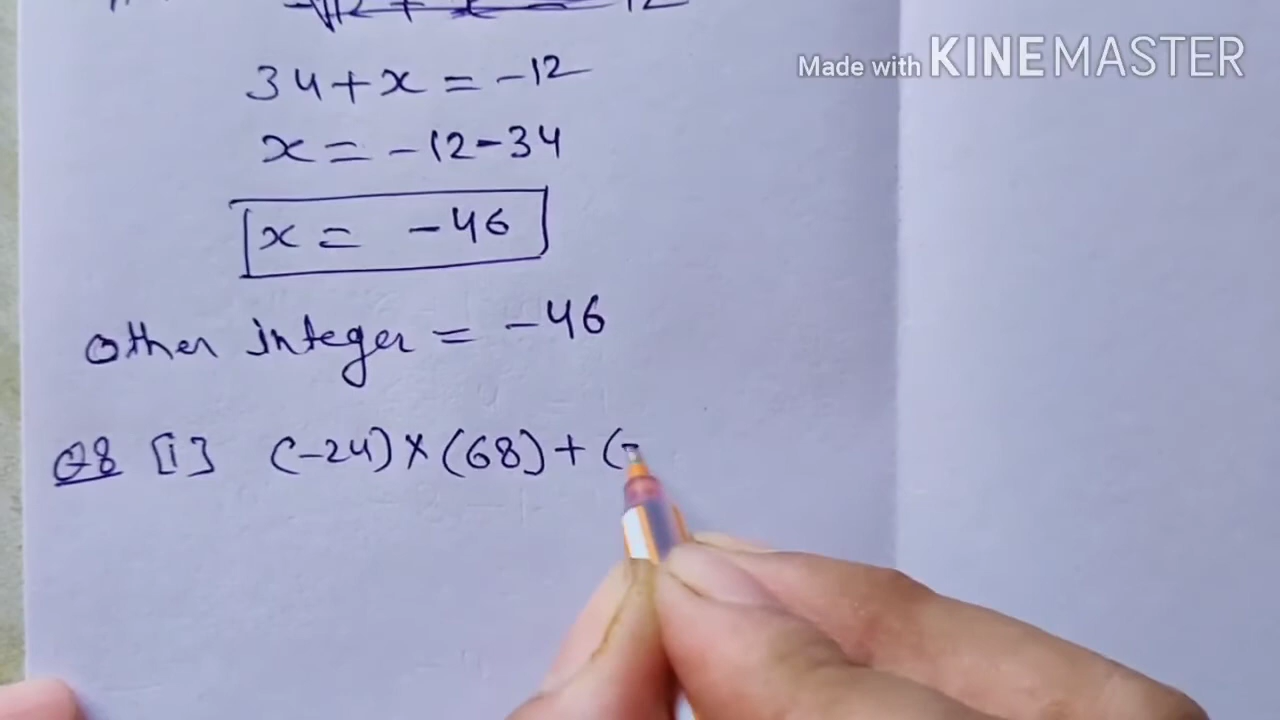 Made with KINEMASTER
34+x = -12
x = -12-34
x = -46
Other integer = -46
Q8 [i] (-24)×(68)+(-